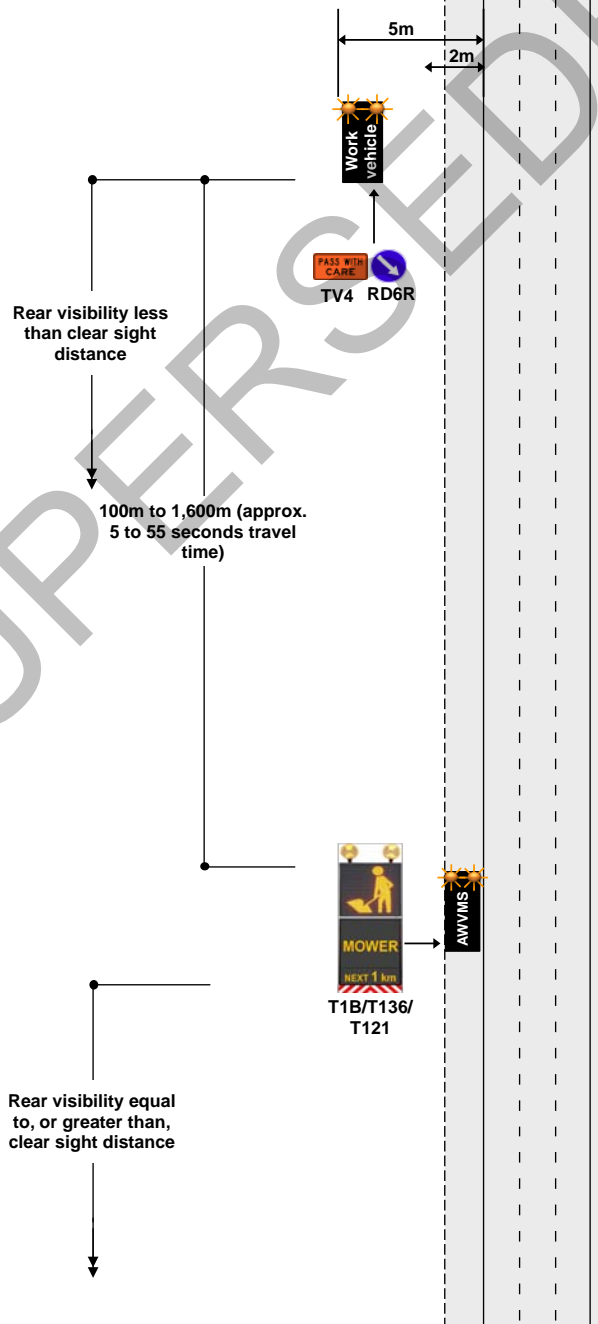 5m
2m
Work
vehicle
PASS WITH
CARE
TV4 RD6R
Rear visibility less
than clear sight
distance
100m to 1,600m (approx.
5 to 55 seconds travel
time)
MOWER
NEXT 1 km
AWVMS
T1B/T136/
T121
Rear visibility equal
to, or greater than,
clear sight distance
UPERSED